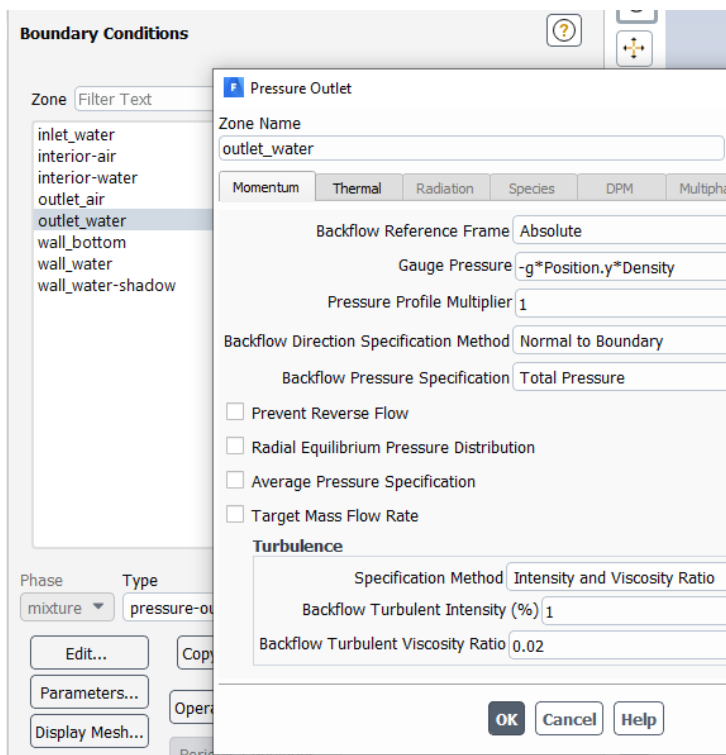 Boundary Conditions
Zone Filter Text
inlet_water
interior-air
interior-water
outlet_air
outlet_water
wall_bottom
wall_water
wall_water-shadow
Phase Type
mixture pressure-ou
Edit... Copy
Parameters... Opera
Display Mesh... Perio
Pressure Outlet
Zone Name
outlet_water
Momentum Thermal Radiation Species DPM Multipha
Backflow Reference Frame Absolute
Gauge Pressure -g*Position.y*Density
Pressure Profile Multiplier 1
Backflow Direction Specification Method Normal to Boundary
Backflow Pressure Specification Total Pressure
Prevent Reverse Flow
Radial Equilibrium Pressure Distribution
Average Pressure Specification
Target Mass Flow Rate
Turbulence
Specification Method Intensity and Viscosity Ratio
Backflow Turbulent Intensity (%) 1
Backflow Turbulent Viscosity Ratio 0.02
OK Cancel Help